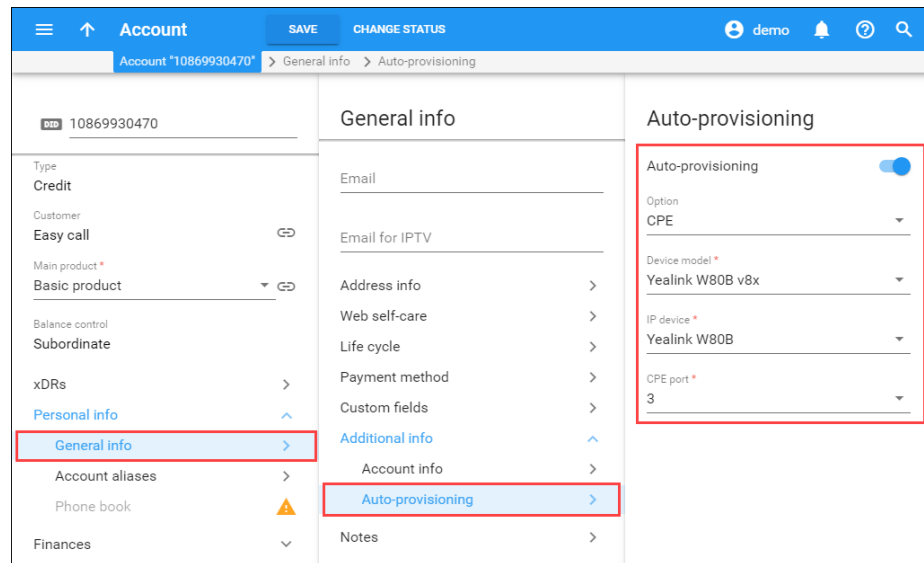 Account
SAVE
CHANGE STATUS
demo
Account "10869930470" > General info > Auto-provisioning
DID 10869930470
Type
Credit
Customer
Easy call
Main product *
Basic product
Balance control
Subordinate
xDRs
Personal info
General info
Account aliases
Phone book
Finances
General info
Email
Email for IPTV
Address info
Web self-care
Life cycle
Payment method
Custom fields
Additional info
Account info
Auto-provisioning
Notes
Auto-provisioning
Auto-provisioning
Option
CPE
Device model *
Yealink W80B v8x
IP device *
Yealink W80B
CPE port *
3